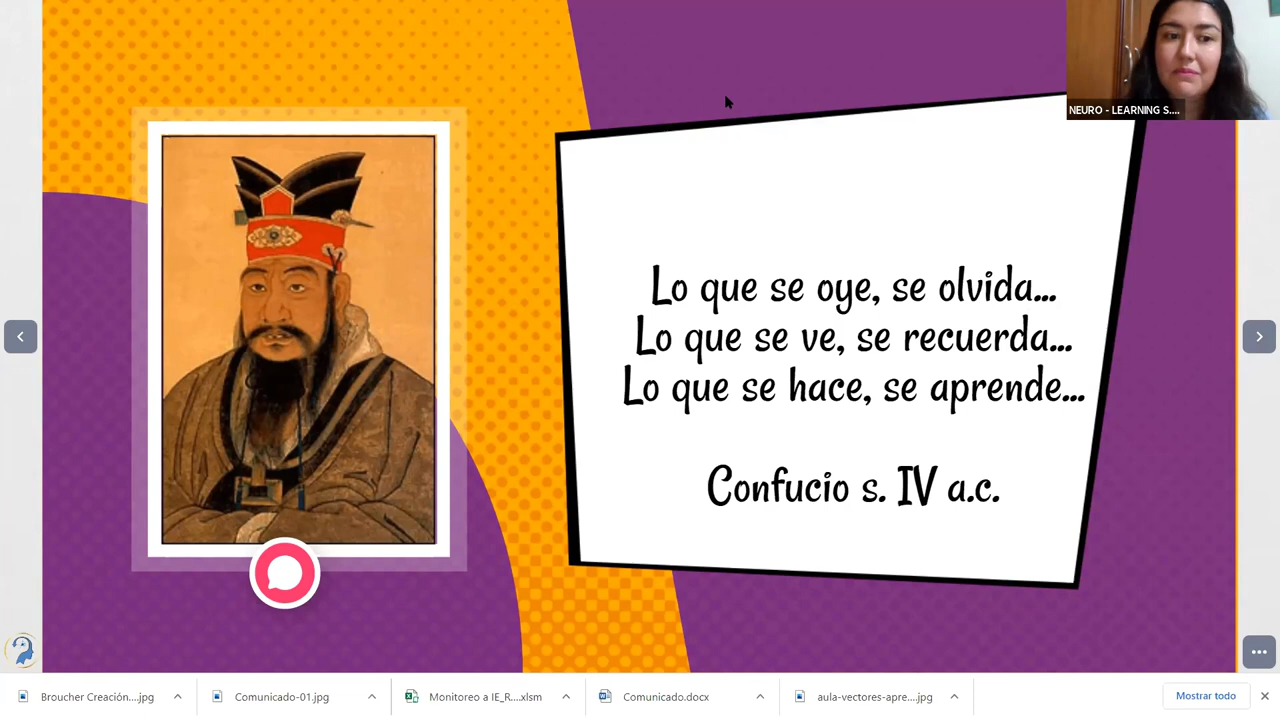 NEURO - LEARNING S....
Lo que se oye, se olvida...
Lo que se ve, se recuerda...
Lo que se hace, se aprende...
Confucio s. IV a.c.
Broucher Creación....jpg
Comunicado-01.jpg
Monitoreo a IE_R....xlsm
Comunicado.docx
aula-vectores-apre....jpg
Mostrar todo